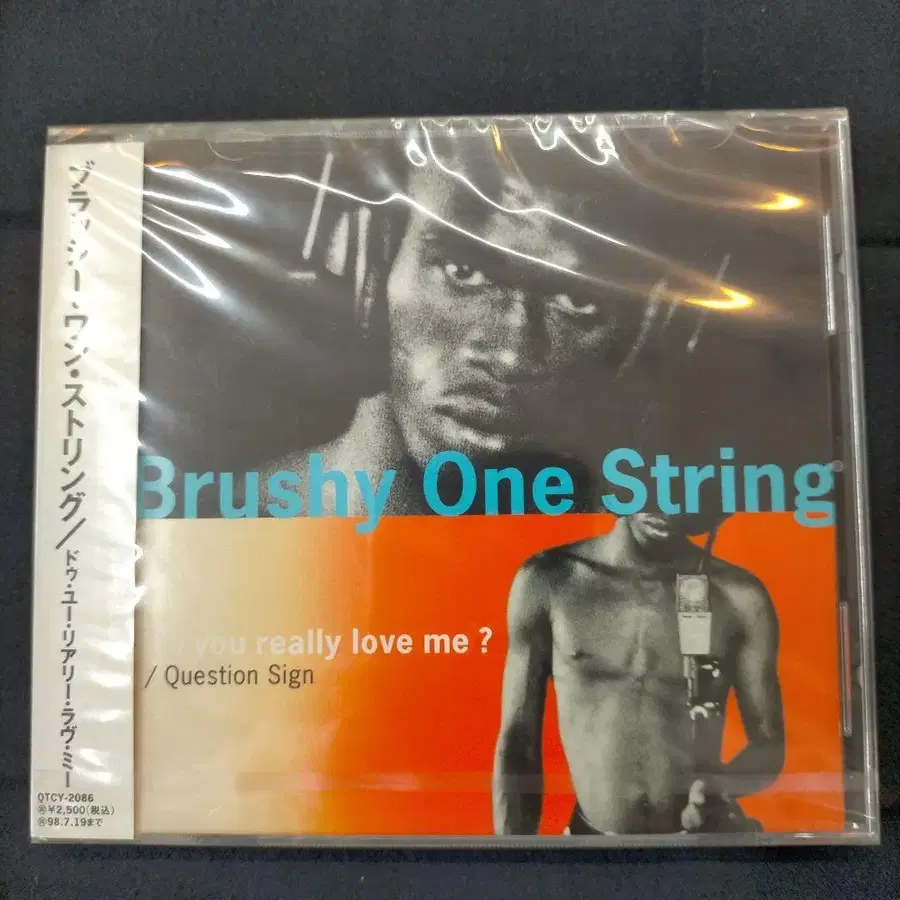 ブラッシー・ワン・ストリング/ドゥ・ユー・リアリー・ラヴ・ミー
QTCY-2086
¥2,500(税込)
98.7.19まで
Brushy One String
you really love me ?
/ Question Sign